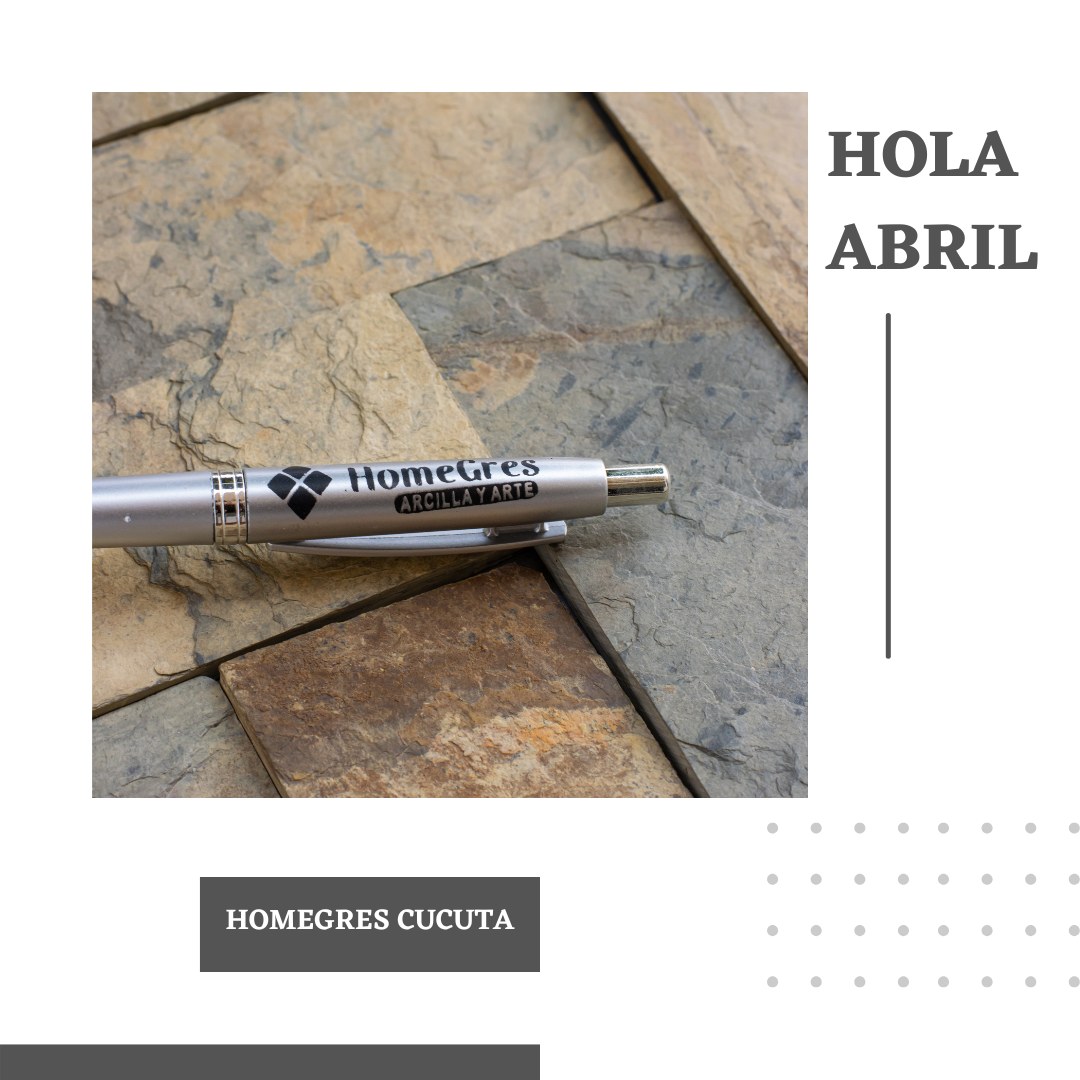 HOLA
ABRIL
HomeGres
ARCILLA Y ARTE
HOMEGRES CUCUTA